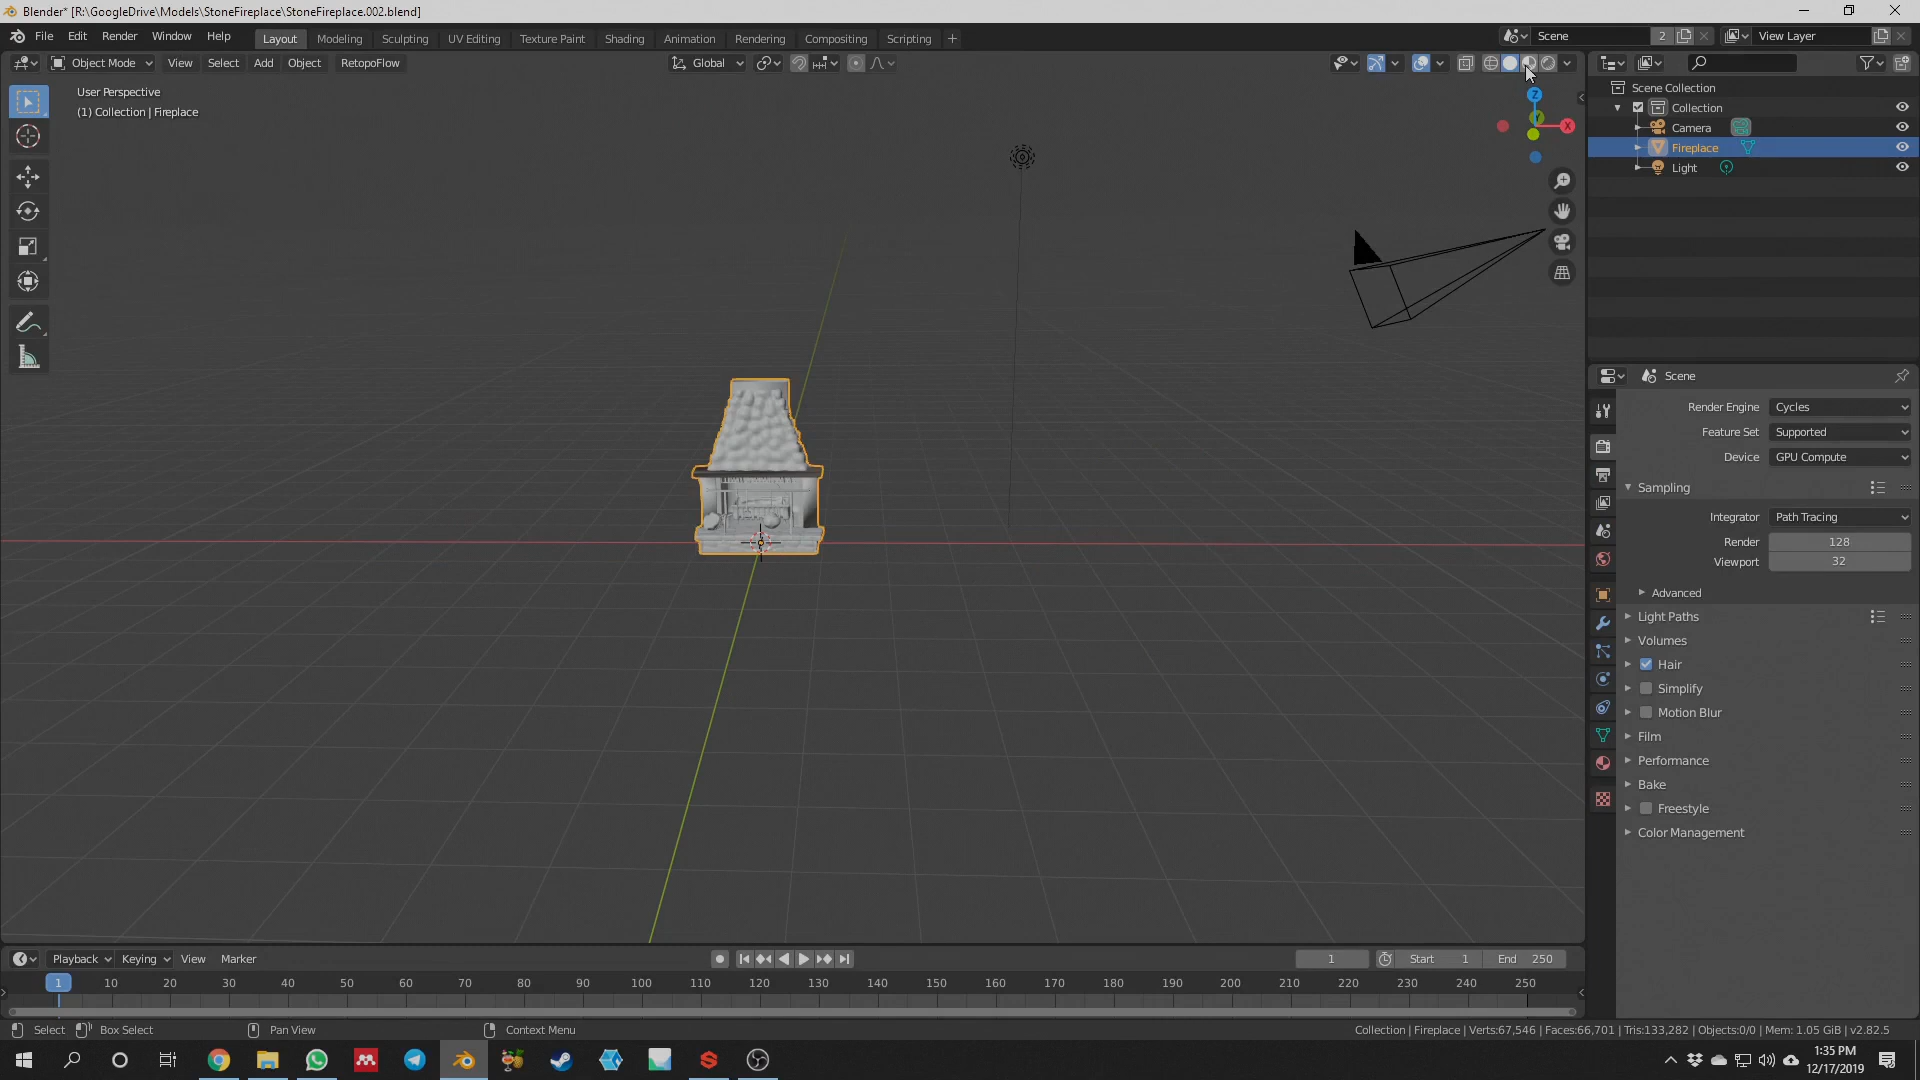 Blender* [R:\GoogleDrive\Models\StoneFireplace\StoneFireplace.002.blend]
File Edit Render Window Help Layout Modeling Sculpting UV Editing Texture Paint Shading Animation Rendering Compositing Scripting + Scene 2 View Layer
Object Mode View Select Add Object RetopoFlow Global
User Perspective
(1) Collection | Fireplace
Z
Y
X
Scene Collection
Collection
Camera
Fireplace
Light
Scene
Render Engine Cycles
Feature Set Supported
Device GPU Compute
Sampling
Integrator Path Tracing
Render 128
Viewport 32
Advanced
Light Paths
Volumes
Hair
Simplify
Motion Blur
Film
Performance
Bake
Freestyle
Color Management
Playback Keying View Marker 1 Start 1 End 250
1 10 20 30 40 50 60 70 80 90 100 110 120 130 140 150 160 170 180 190 200 210 220 230 240 250
Select Box Select Pan View Context Menu Collection | Fireplace | Verts:67,546 | Faces:66,701 | Tris:133,282 | Objects:0/0 | Mem: 1.05 GiB | v2.82.5
1:35 PM
12/17/2019